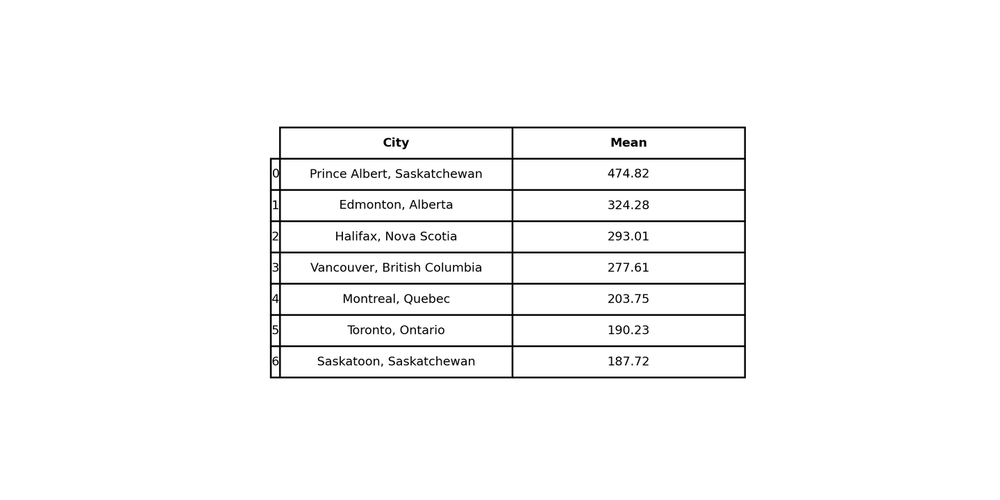 City Mean
0 Prince Albert, Saskatchewan 474.82
1 Edmonton, Alberta 324.28
2 Halifax, Nova Scotia 293.01
3 Vancouver, British Columbia 277.61
4 Montreal, Quebec 203.75
5 Toronto, Ontario 190.23
6 Saskatoon, Saskatchewan 187.72